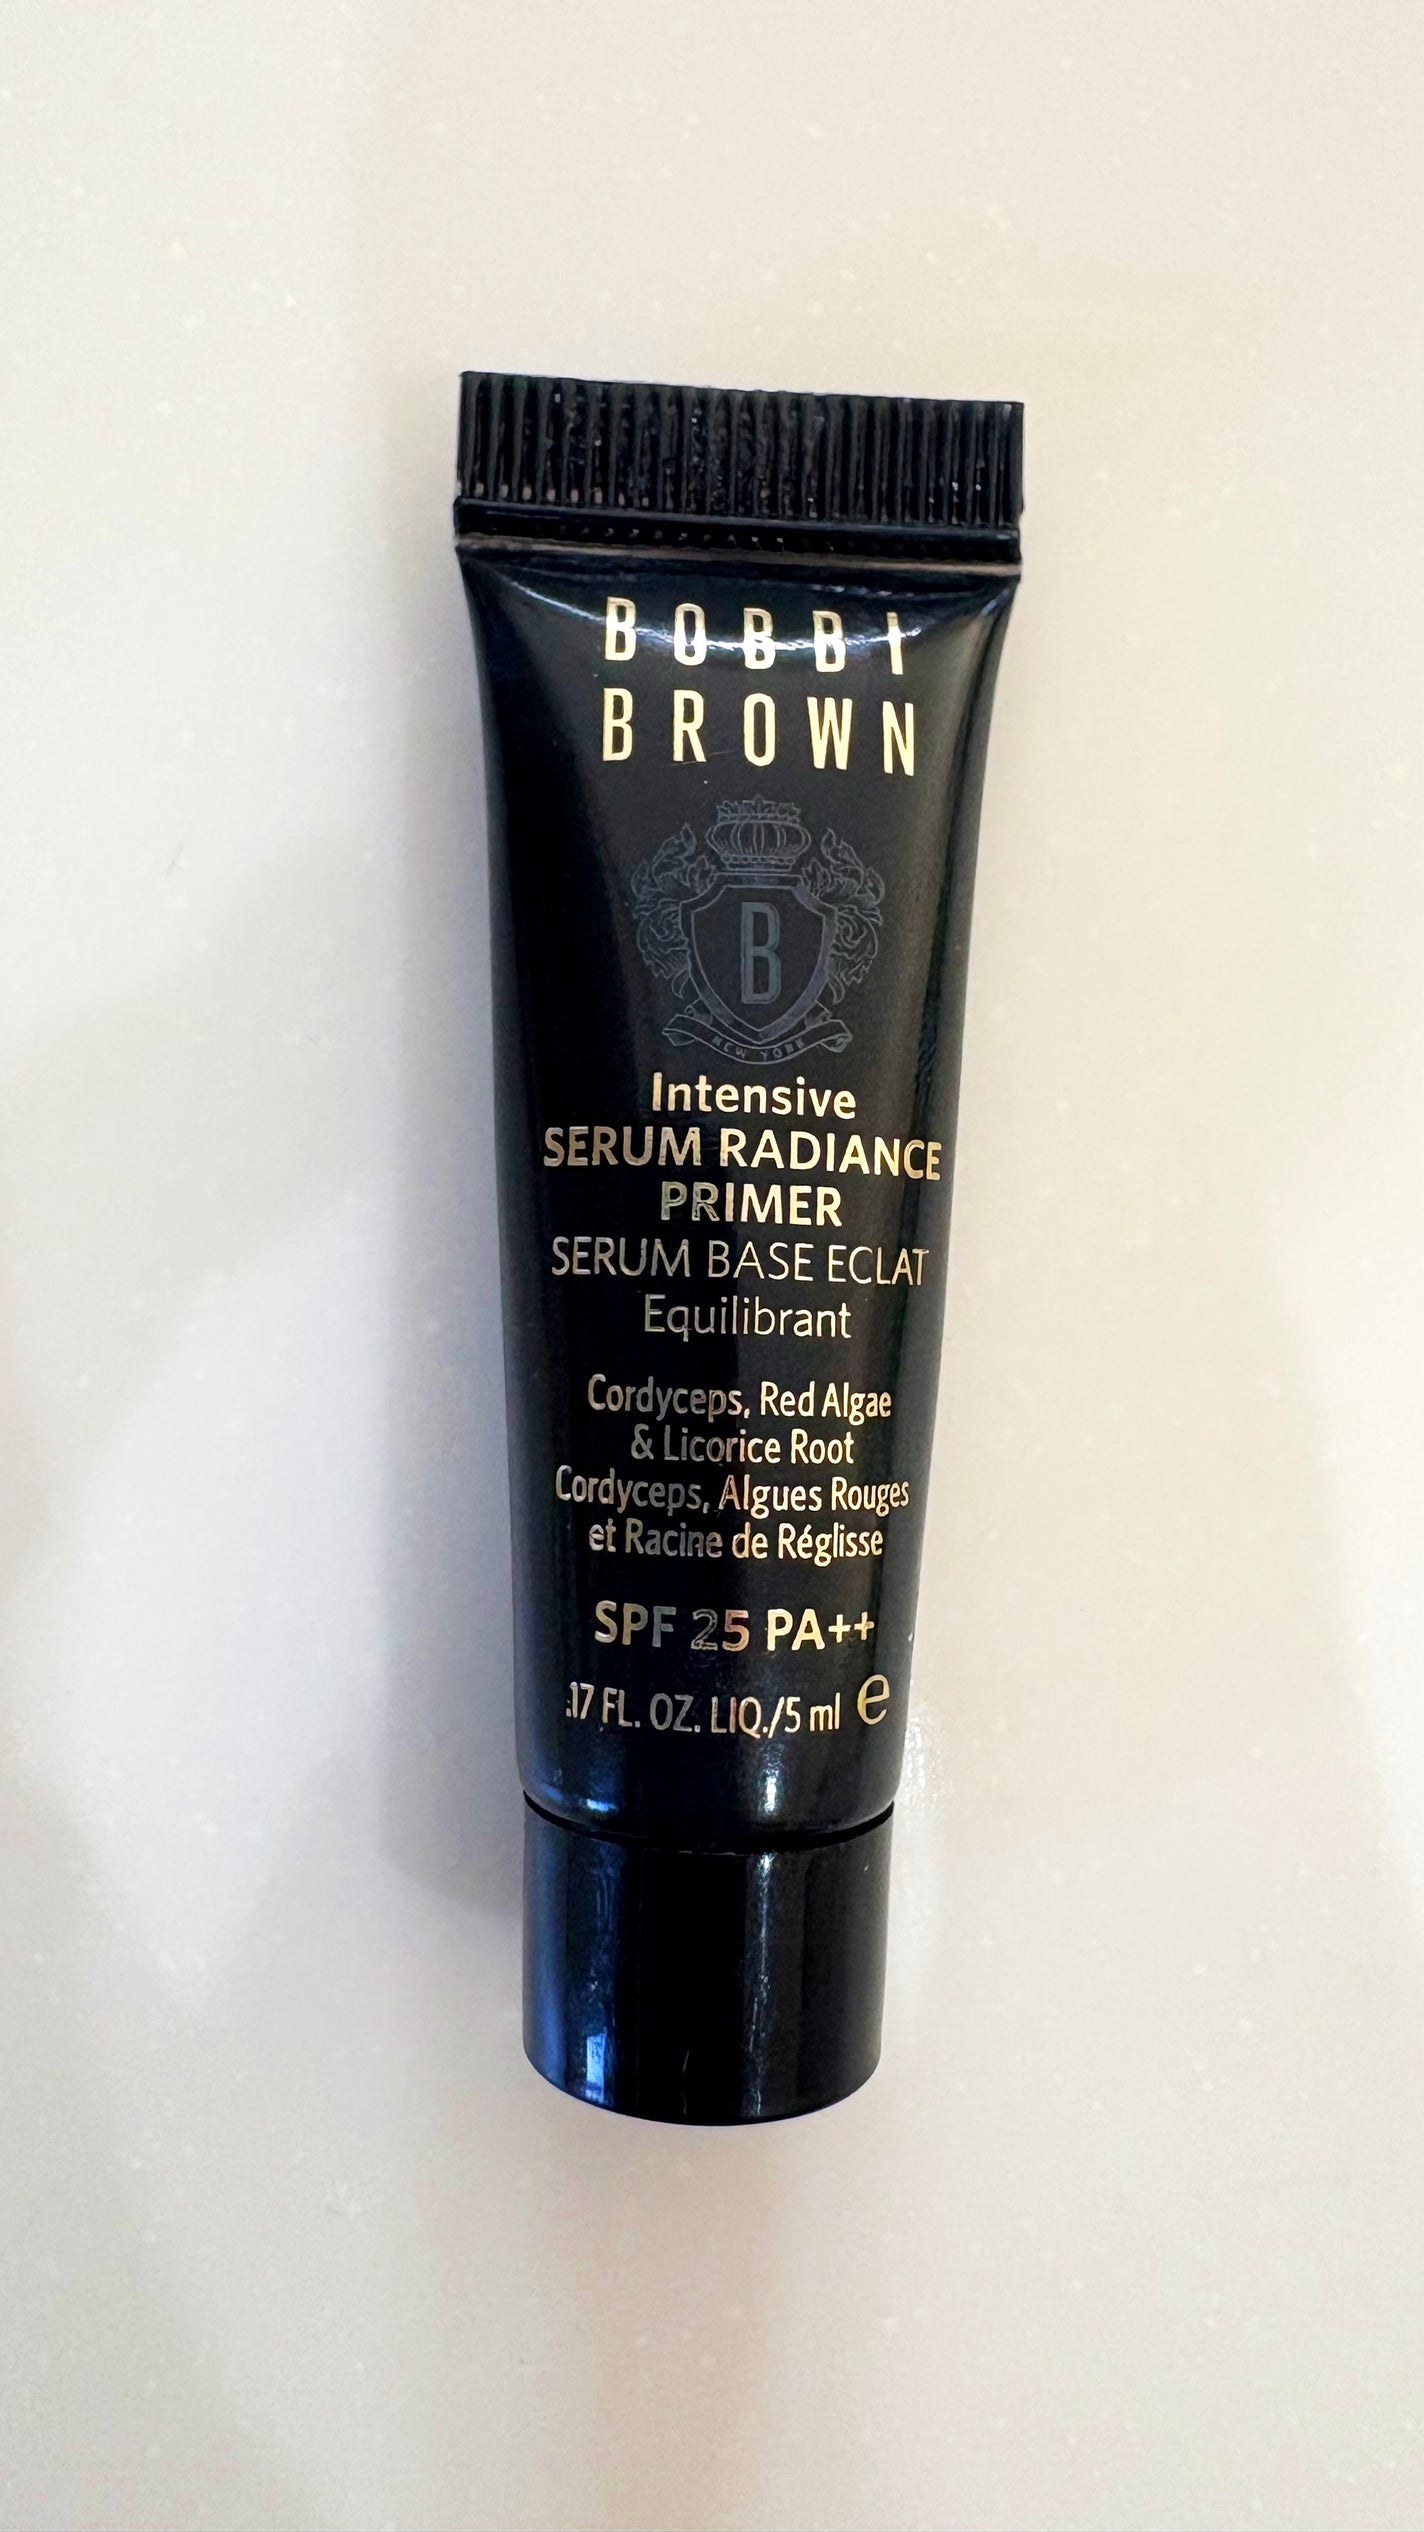 BOBBI
BROWN
B
NEW YORK
Intensive
SERUM RADIANCE
PRIMER
SERUM BASE ECLAT
Equilibrant
Cordyceps, Red Algae
& Licorice Root
Cordyceps, Algues Rouges
et Racine de Réglisse
SPF 25 PA++
.17 FL. OZ. LIQ./5 ml e